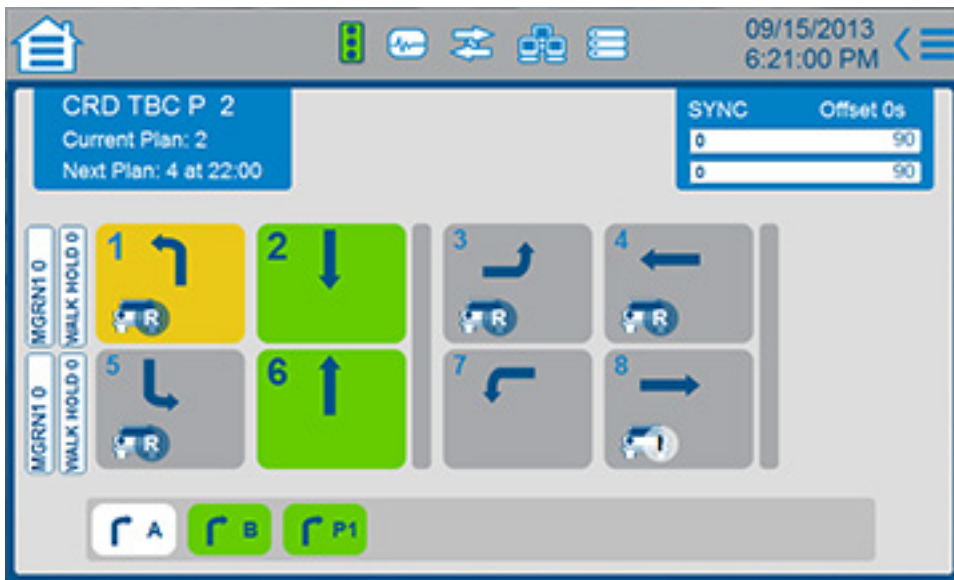 09/15/2013
6:21:00 PM
CRD TBC P 2
Current Plan: 2
Next Plan: 4 at 22:00
SYNC Offset 0s
0 90
0 90
MGRN1 0
WALK HOLD 0
1
R
2
3
R
4
R
MGRN1 0
WALK HOLD 0
5
R
6
7
8
I
A
B
P1